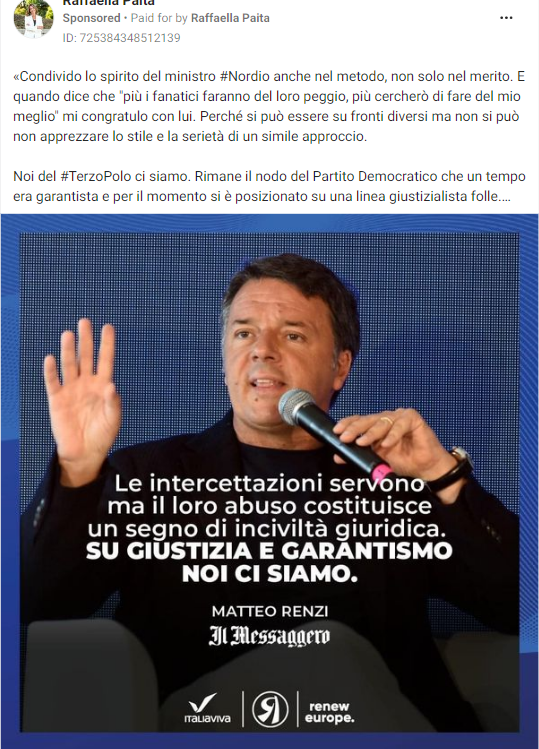 Raffaella Paita
Sponsored • Paid for by Raffaella Paita
ID: 725384348512139
«Condivido lo spirito del ministro #Nordio anche nel metodo, non solo nel merito. E
quando dice che "più i fanatici faranno del loro peggio, più cercherò di fare del mio
meglio" mi congratulo con lui. Perché si può essere su fronti diversi ma non si può
non apprezzare lo stile e la serietà di un simile approccio.
Noi del #TerzoPolo ci siamo. Rimane il nodo del Partito Democratico che un tempo
era garantista e per il momento si è posizionato su una linea giustizialista folle....
Le intercettazioni servono
ma il loro abuso costituisce
un segno di inciviltà giuridica.
SU GIUSTIZIA E GARANTISMO
NOI CI SIAMO.
MATTEO RENZI
Il Messaggero
ITALIAVIVA
renew
europe.